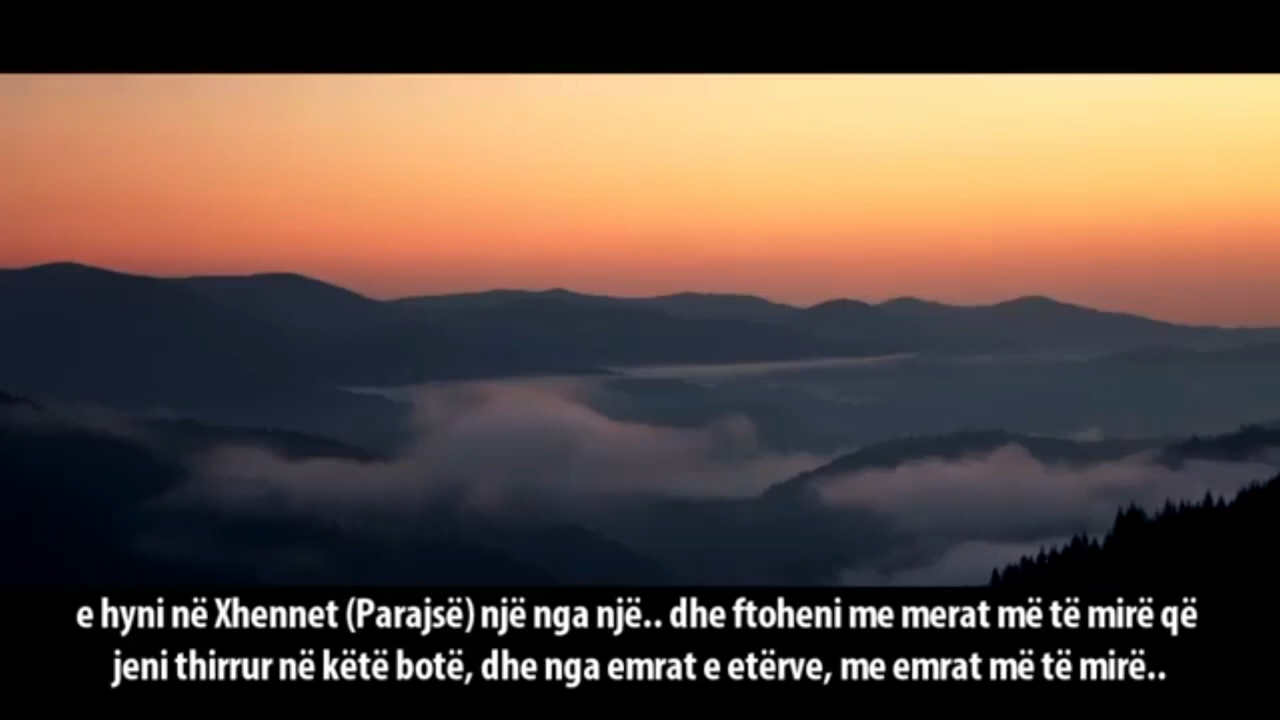 e hyni në Xhennet (Parajsë) një nga një.. dhe ftoheni me merat më të mirë që
jeni thirrur në këtë botë, dhe nga emrat e etërve, me emrat më të mirë..